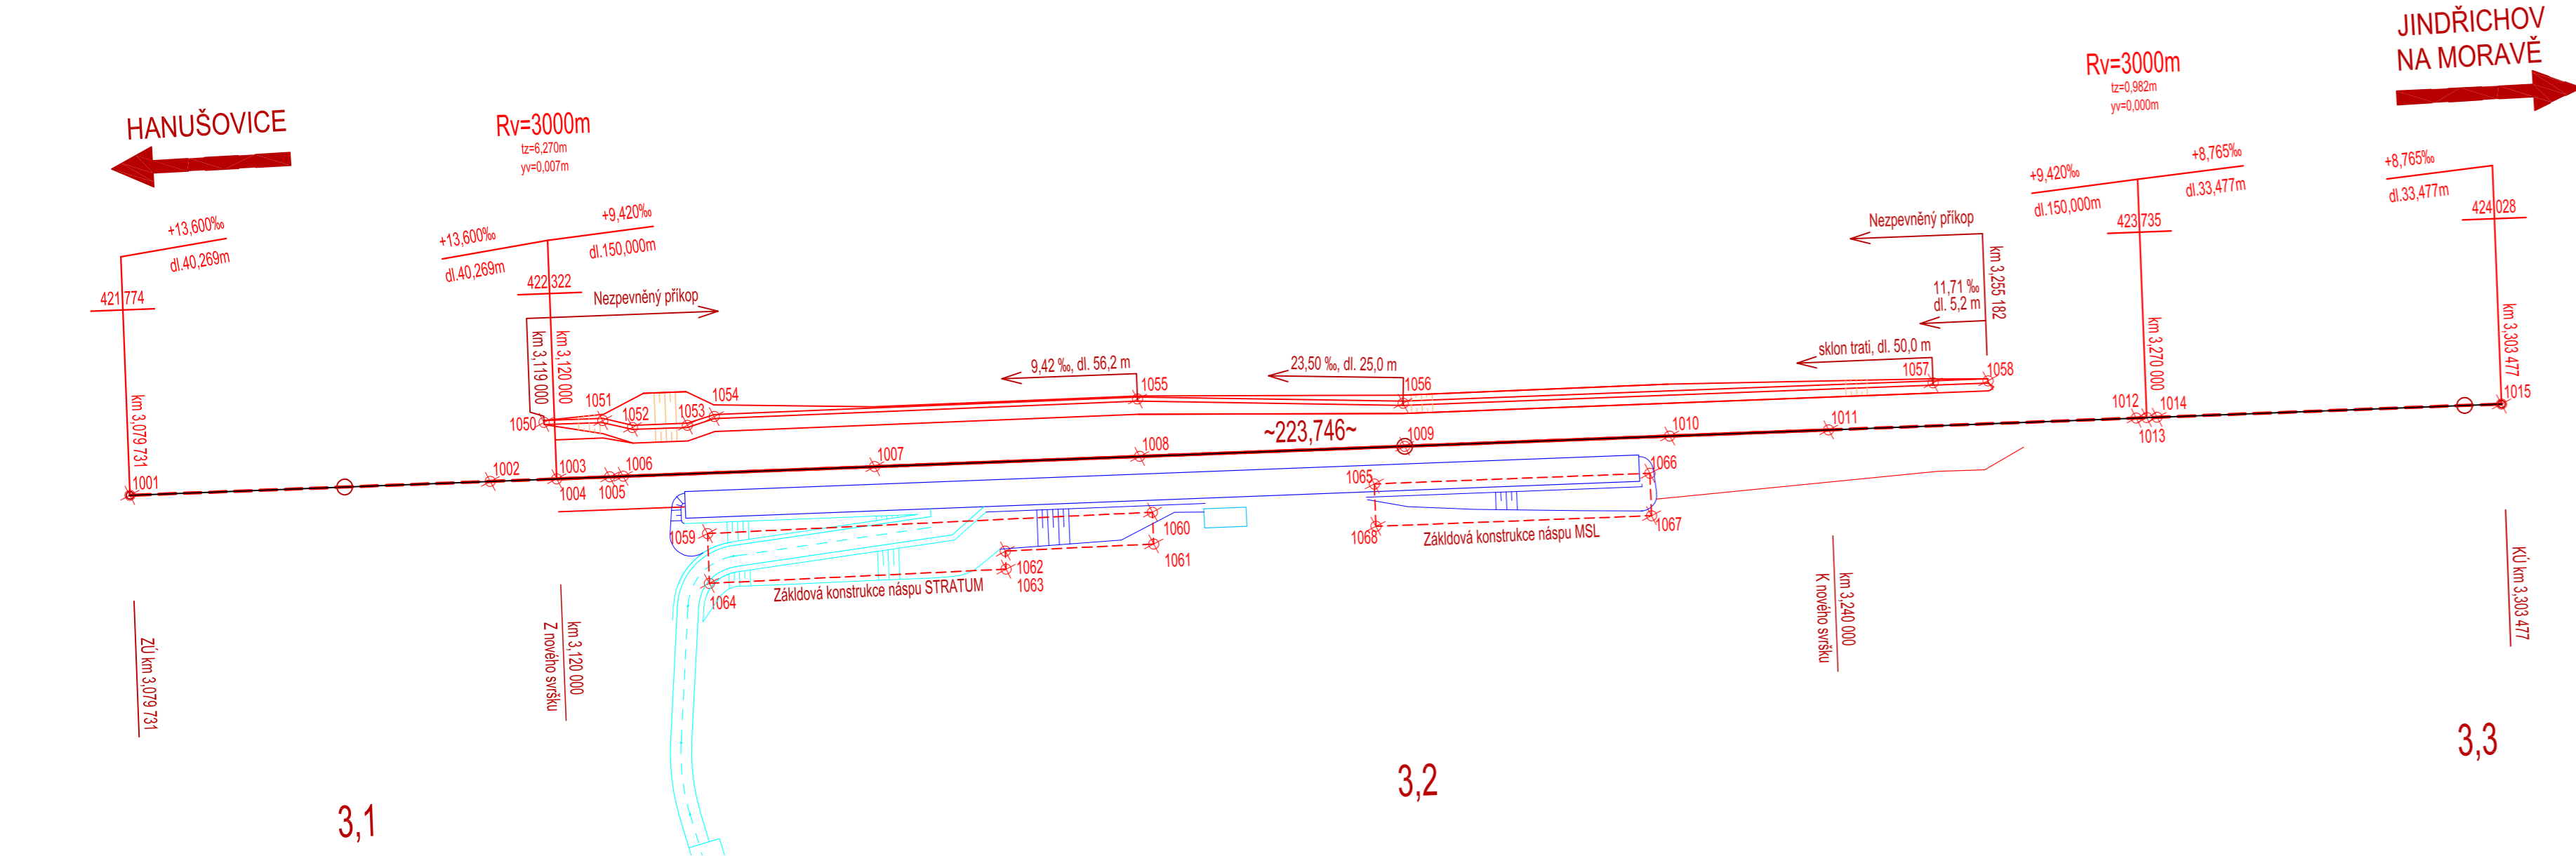 HANUŠOVICE
JINDŘICHOV
NA MORAVĚ
Rv=3000m
tz=6,270m
yv=0,007m
Rv=3000m
tz=0,982m
yv=0,000m
+13,600‰
dl.40,269m
421,774
km 3,079 731
+13,600‰
dl.40,269m
+9,420‰
dl.150,000m
422,322
km 3,119 000
km 3,120 000
Nezpevněný příkop
9,42 ‰, dl. 56,2 m
23,50 ‰, dl. 25,0 m
sklon trati, dl. 50,0 m
Nezpevněný příkop
11,71 ‰
dl. 5,2 m
km 3,255 182
+9,420‰
dl.150,000m
+8,765‰
dl.33,477m
423,735
km 3,270 000
+8,765‰
dl.33,477m
424,028
km 3,303 477
1050
1051
1052
1053
1054
1055
1056
1057
1058
~223,746~
1001
1002
1003
1004
1005
1006
1007
1008
1009
1010
1011
1012
1013
1014
1015
1059
1060
1061
1062
1063
1064
1065
1066
1067
1068
Zákldová konstrukce náspu STRATUM
Zákldová konstrukce náspu MSL
ZÚ km 3,079 731
km 3,120 000
Z nového svršku
km 3,240 000
K nového svršku
KÚ km 3,303 477
3,1
3,2
3,3